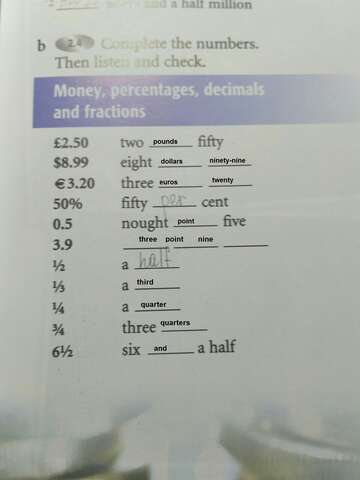 and a half million
b 2.4 Complete the numbers.
Then listen and check.
Money, percentages, decimals
and fractions
£2.50 two pounds fifty
$8.99 eight dollars ninety-nine
€3.20 three euros twenty
50% fifty per cent
0.5 nought point five
3.9 three point nine
½ a half
⅓ a third
¼ a quarter
¾ three quarters
6½ six and a half